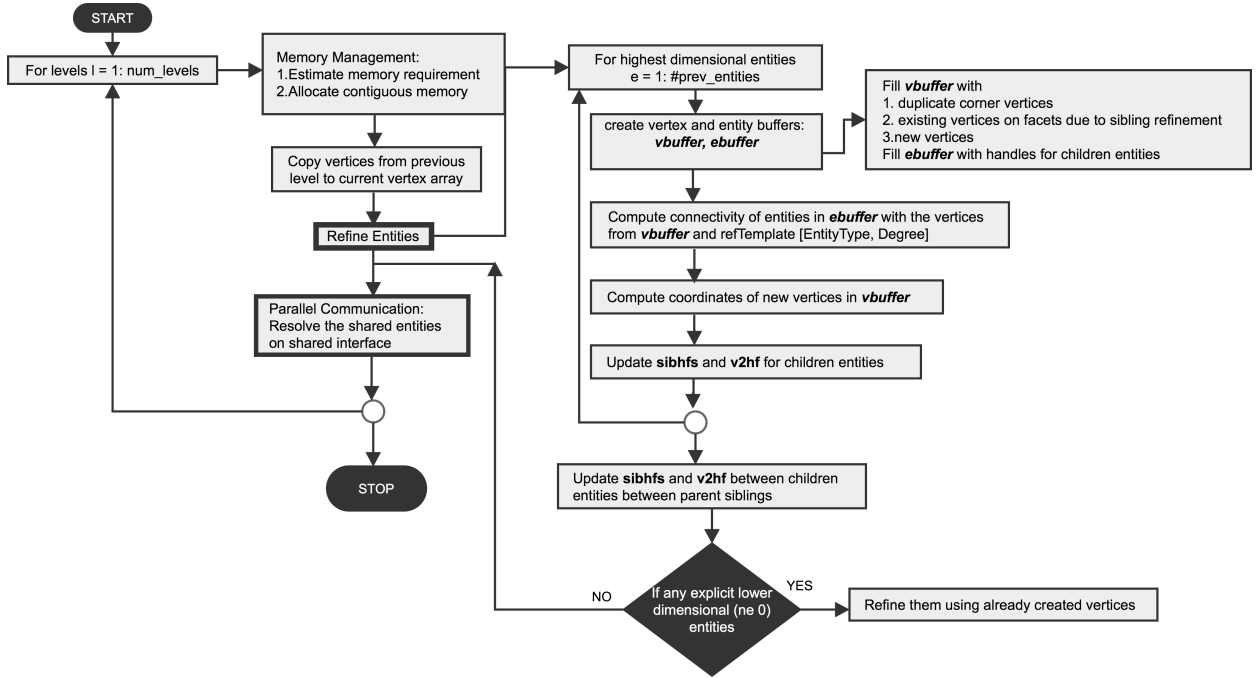 START
For levels l = 1: num_levels
Memory Management:
1.Estimate memory requirement
2.Allocate contiguous memory
Copy vertices from previous
level to current vertex array
Refine Entities
Parallel Communication:
Resolve the shared entities
on shared interface
STOP
For highest dimensional entities
e = 1: #prev_entities
create vertex and entity buffers:
vbuffer, ebuffer
Fill vbuffer with
1. duplicate corner vertices
2. existing vertices on facets due to sibling refinement
3.new vertices
Fill ebuffer with handles for children entities
Compute connectivity of entities in ebuffer with the vertices
from vbuffer and refTemplate [EntityType, Degree]
Compute coordinates of new vertices in vbuffer
Update sibhfs and v2hf for children entities
Update sibhfs and v2hf between children
entities between parent siblings
If any explicit lower
dimensional (ne 0)
entities
NO
YES
Refine them using already created vertices